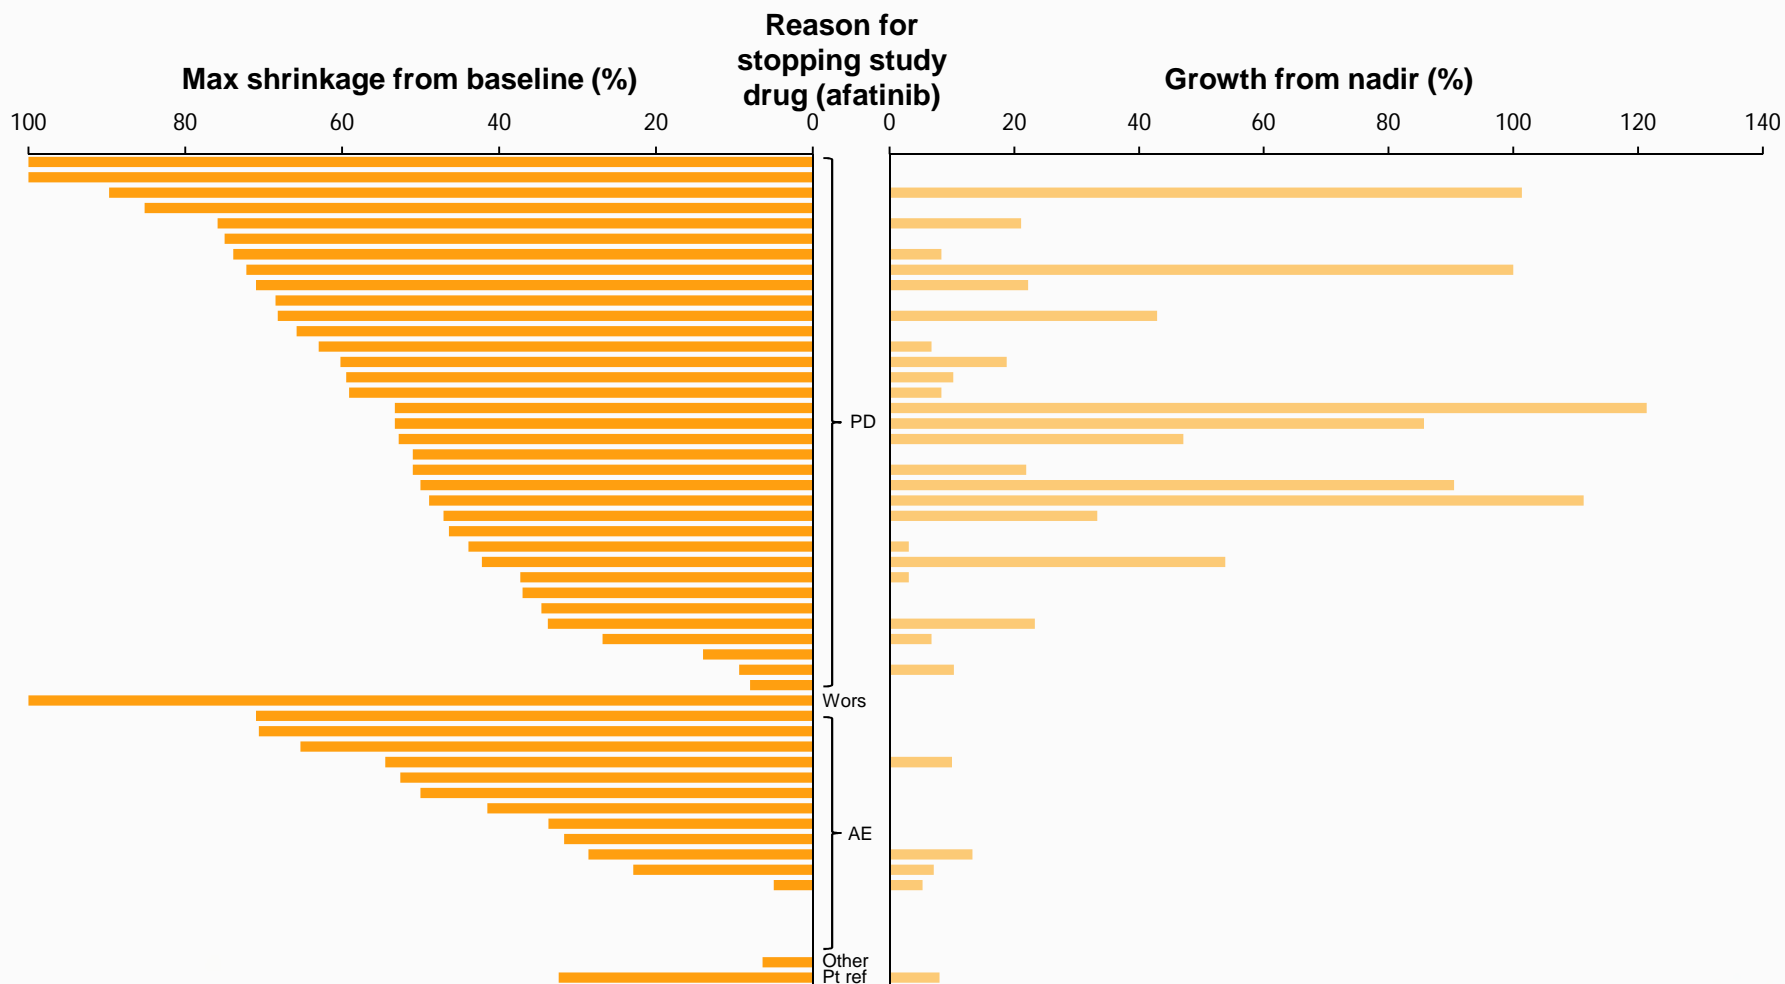 Reason for
stopping study
drug (afatinib)
Max shrinkage from baseline (%)
Growth from nadir (%)
100 80 60 40 20 0
0 20 40 60 80 100 120 140
PD
Wors
AE
Other
Pt ref